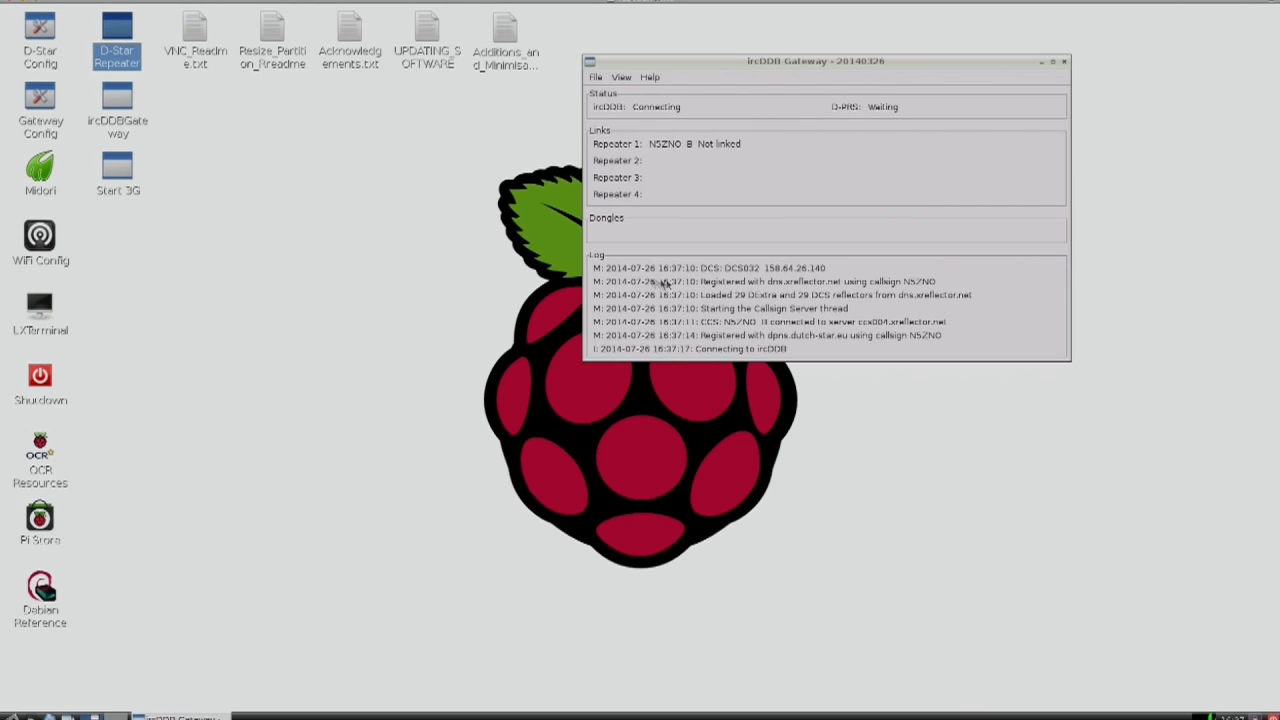 D-Star
Config
D-Star
Repeater
VNC_Readm
e.txt
Resize_Partiti
on_Rreadme
Acknowledg
ements.txt
UPDATING_S
OFTWARE
Additions_an
d_Minimisa...
Gateway
Config
ircDDBGate
way
Midori
Start 3G
WiFi Config
LXTerminal
Shutdown
OCR
OCR
Resources
Pi Store
Debian
Reference
ircDDB Gateway - 20140326
File View Help
Status
ircDDB: Connecting D-PRS: Waiting
Links
Repeater 1: N5ZNO B Not linked
Repeater 2:
Repeater 3:
Repeater 4:
Dongles
Log
M: 2014-07-26 16:37:10: DCS: DCS032 158.64.26.140
M: 2014-07-26 16:37:10: Registered with dns.xreflector.net using callsign N5ZNO
M: 2014-07-26 16:37:10: Loaded 29 DExtra and 29 DCS reflectors from dns.xreflector.net
M: 2014-07-26 16:37:10: Starting the Callsign Server thread
M: 2014-07-26 16:37:11: CCS: N5ZNO B connected to server ccs004.xreflector.net
M: 2014-07-26 16:37:14: Registered with dpns.dutch-star.eu using callsign N5ZNO
I: 2014-07-26 16:37:17: Connecting to ircDDB
ircDDB Gateway -
16:37